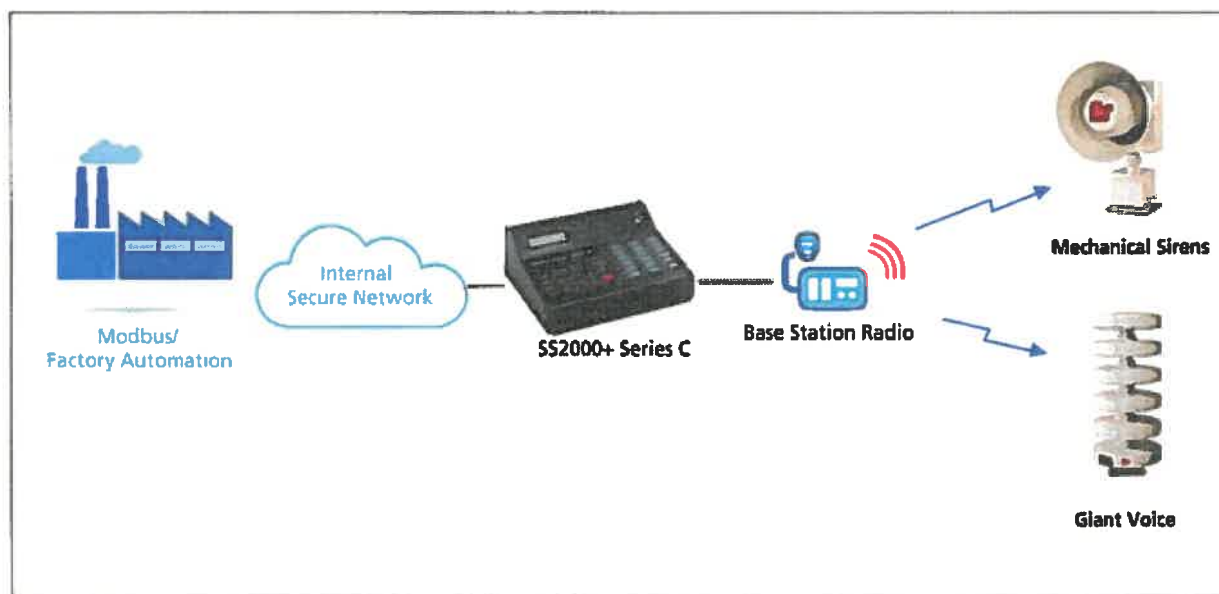 Modbus/
Factory Automation
Internal
Secure Network
SS2000+ Series C
Base Station Radio
Mechanical Sirens
Giant Voice